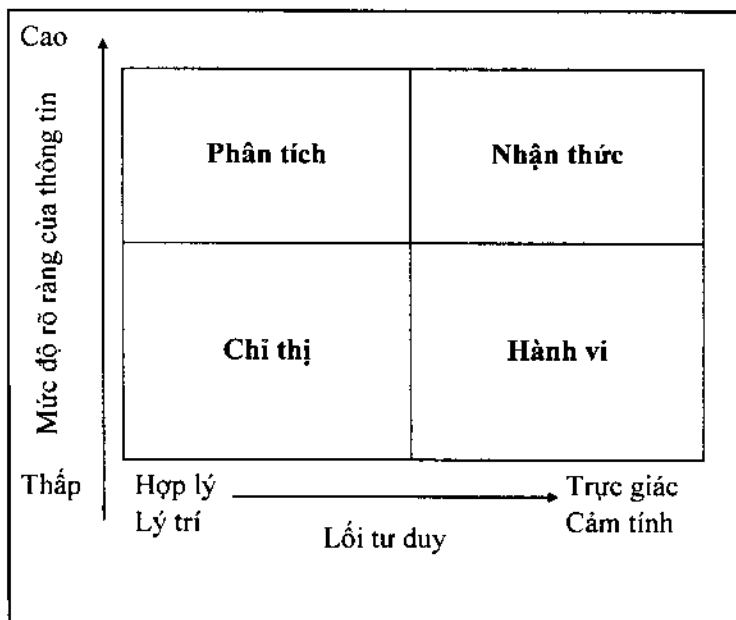 Cao
Mức độ rõ ràng của thông tin
Phân tích
Nhận thức
Chỉ thị
Hành vi
Thấp
Hợp lý
Lý trí
Trực giác
Cảm tính
Lối tư duy